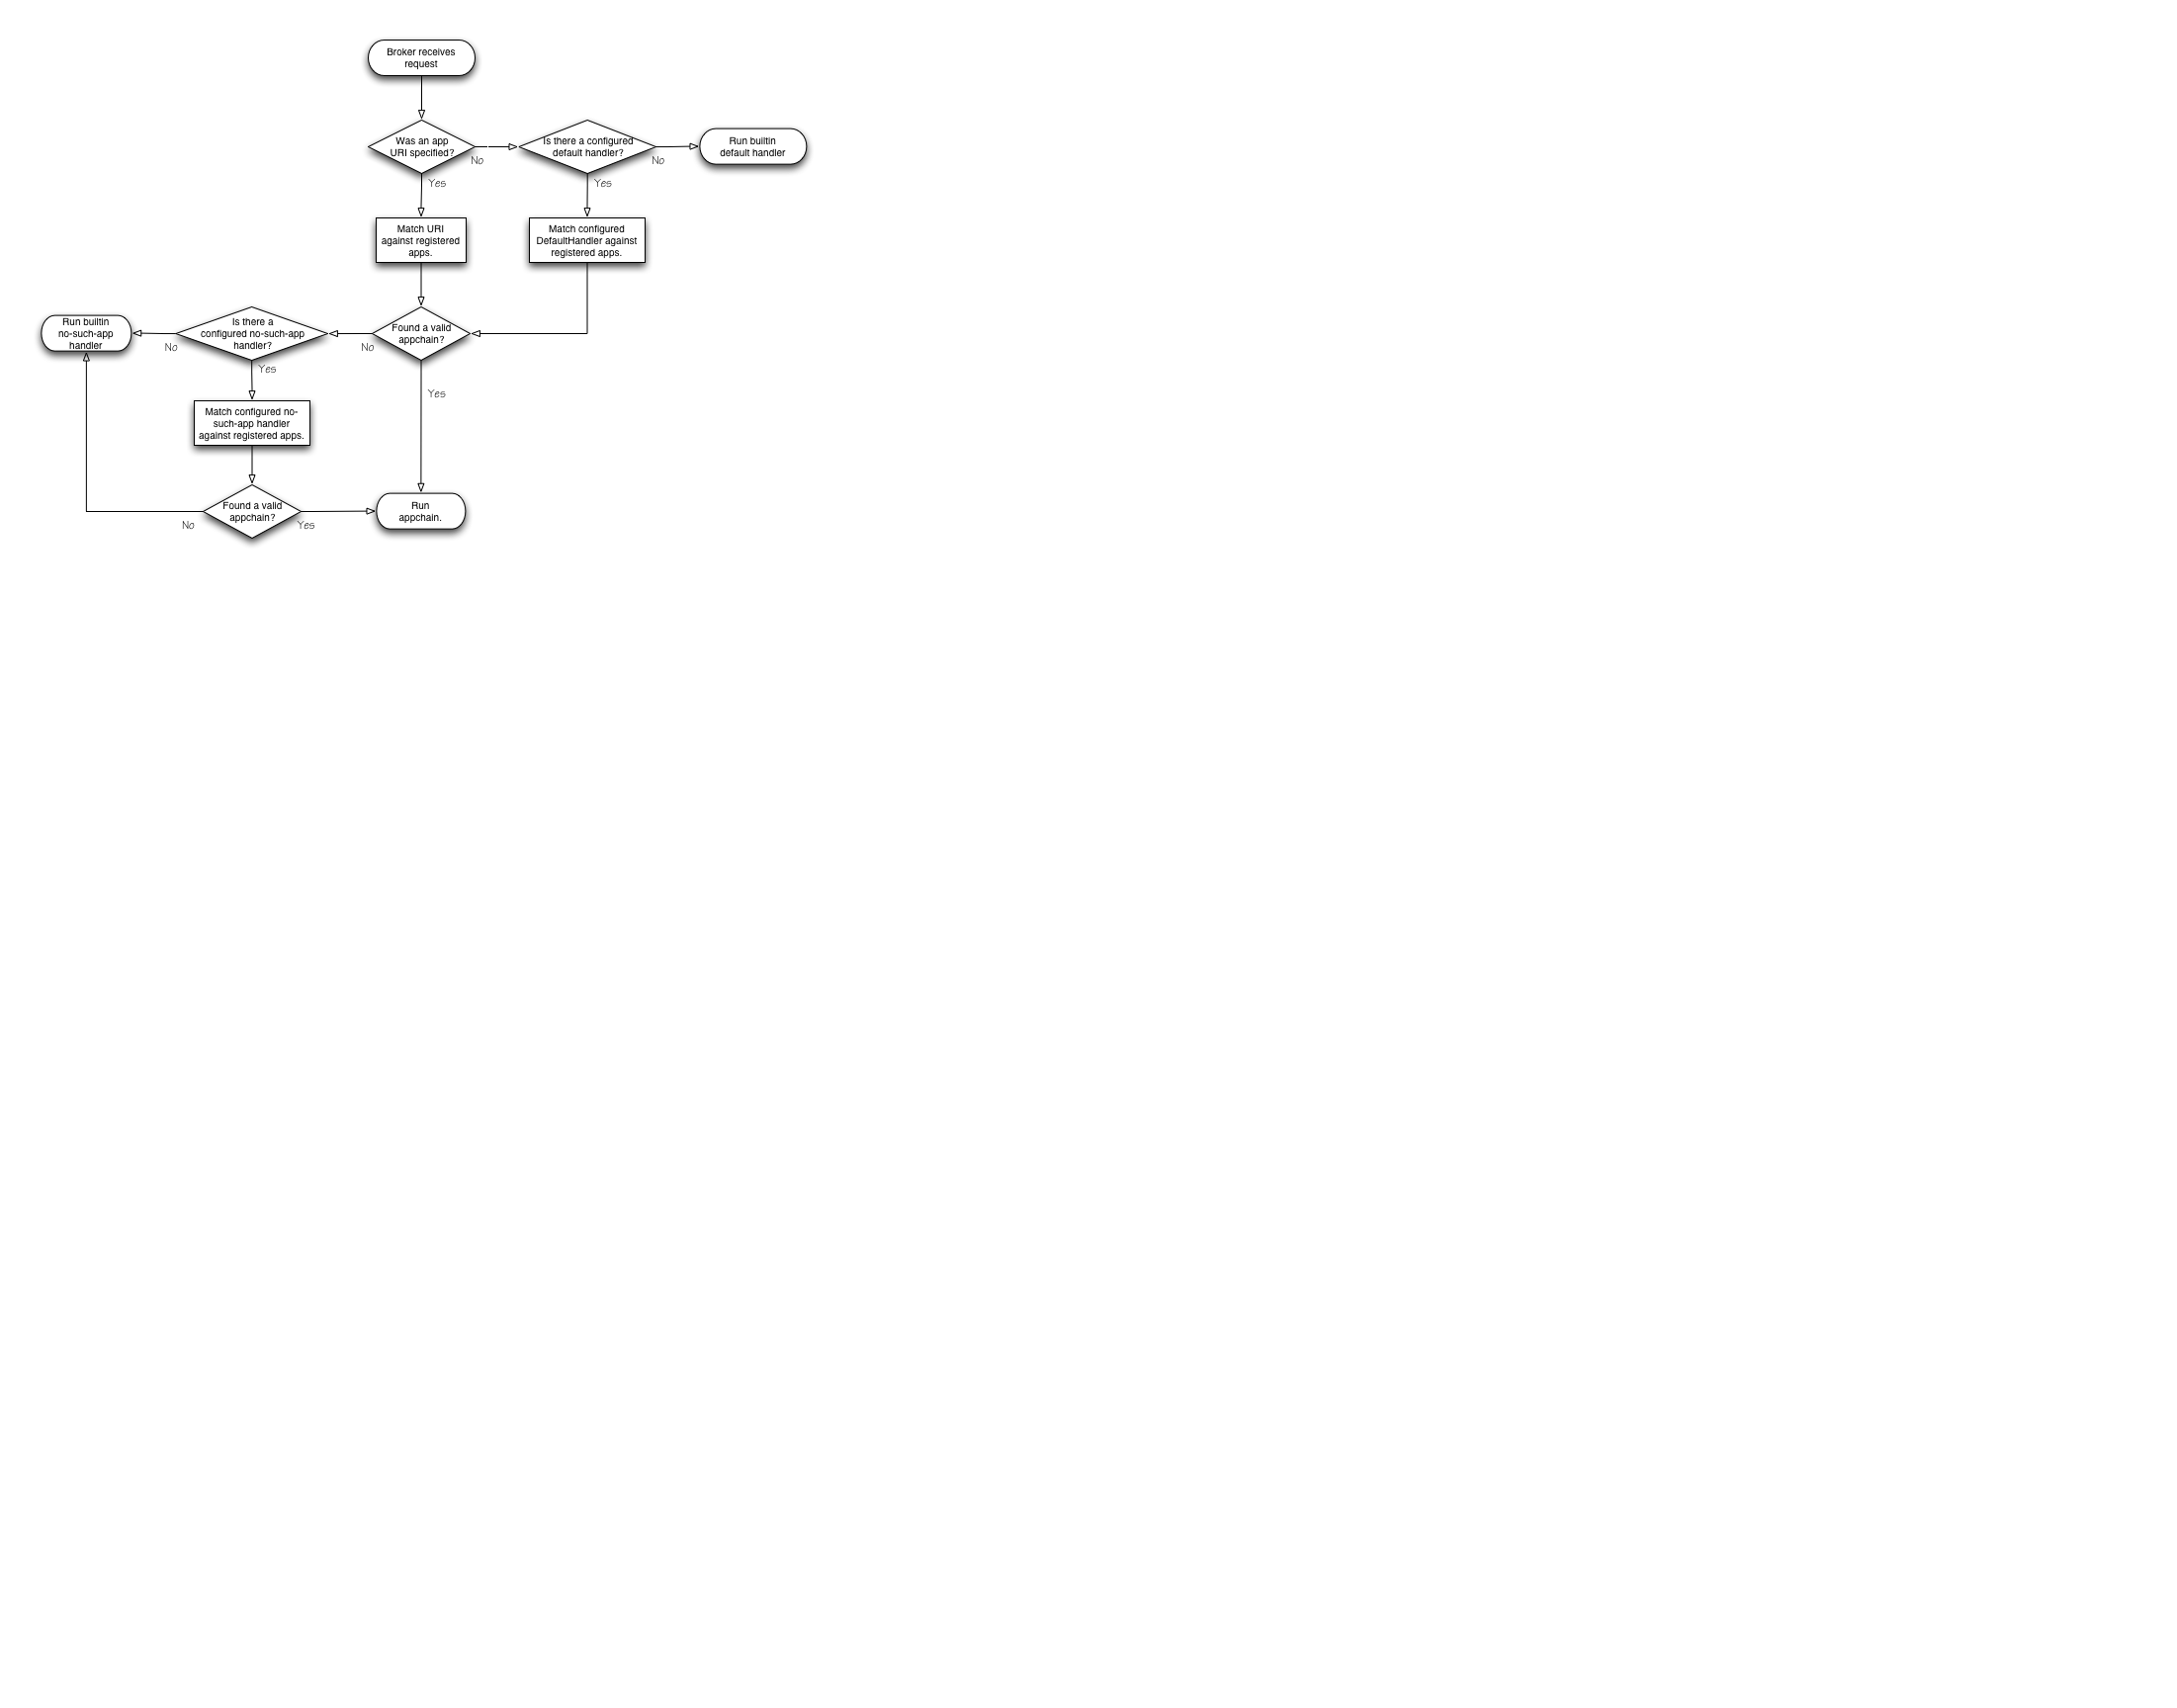 Broker receives
request
Was an app
URI specified?
No
Is there a configured
default handler?
No
Run builtin
default handler
Yes
Yes
Match URI
against registered
apps.
Match configured
DefaultHandler against
registered apps.
Run builtin
no-such-app
handler
No
Is there a
configured no-such-app
handler?
No
Found a valid
appchain?
Yes
Yes
Match configured no-
such-app handler
against registered apps.
No
Found a valid
appchain?
Yes
Run
appchain.